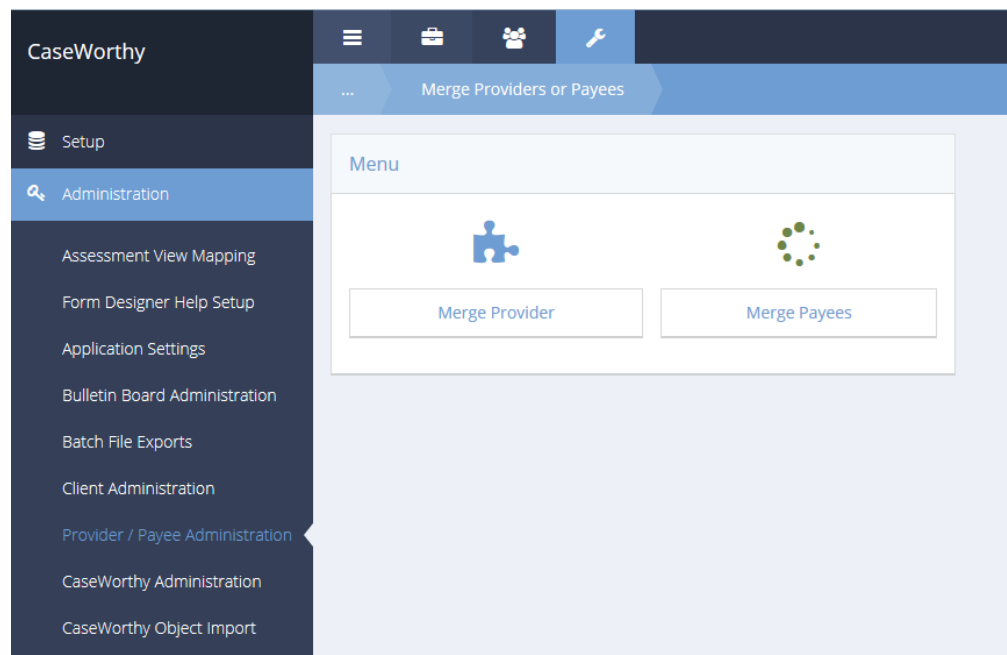 CaseWorthy
...
Merge Providers or Payees
Setup
Administration
Assessment View Mapping
Form Designer Help Setup
Application Settings
Bulletin Board Administration
Batch File Exports
Client Administration
Provider / Payee Administration
CaseWorthy Administration
CaseWorthy Object Import
Menu
Merge Provider
Merge Payees